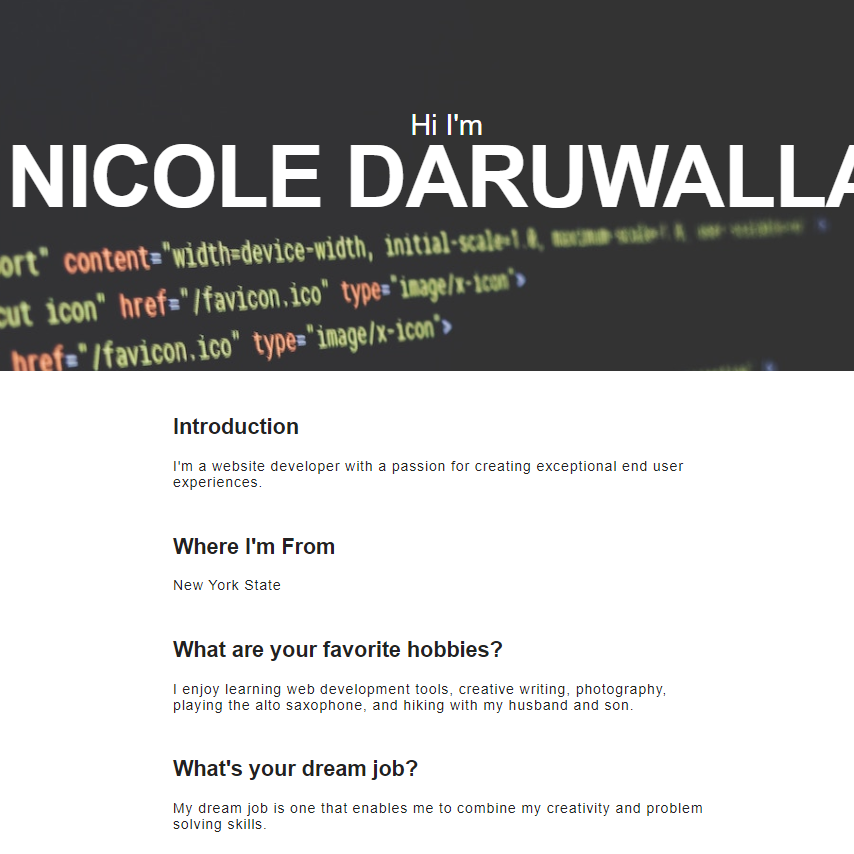 Hi I'm
NICOLE DARUWALLA
ort" content="width=device-width, initial-scale=1.0, maximum-scale=1.0,
cut icon" href="/favicon.ico" type="image/x-icon">
href="/favicon.ico" type="image/x-icon">
Introduction
I'm a website developer with a passion for creating exceptional end user
experiences.
Where I'm From
New York State
What are your favorite hobbies?
I enjoy learning web development tools, creative writing, photography,
playing the alto saxophone, and hiking with my husband and son.
What's your dream job?
My dream job is one that enables me to combine my creativity and problem
solving skills.